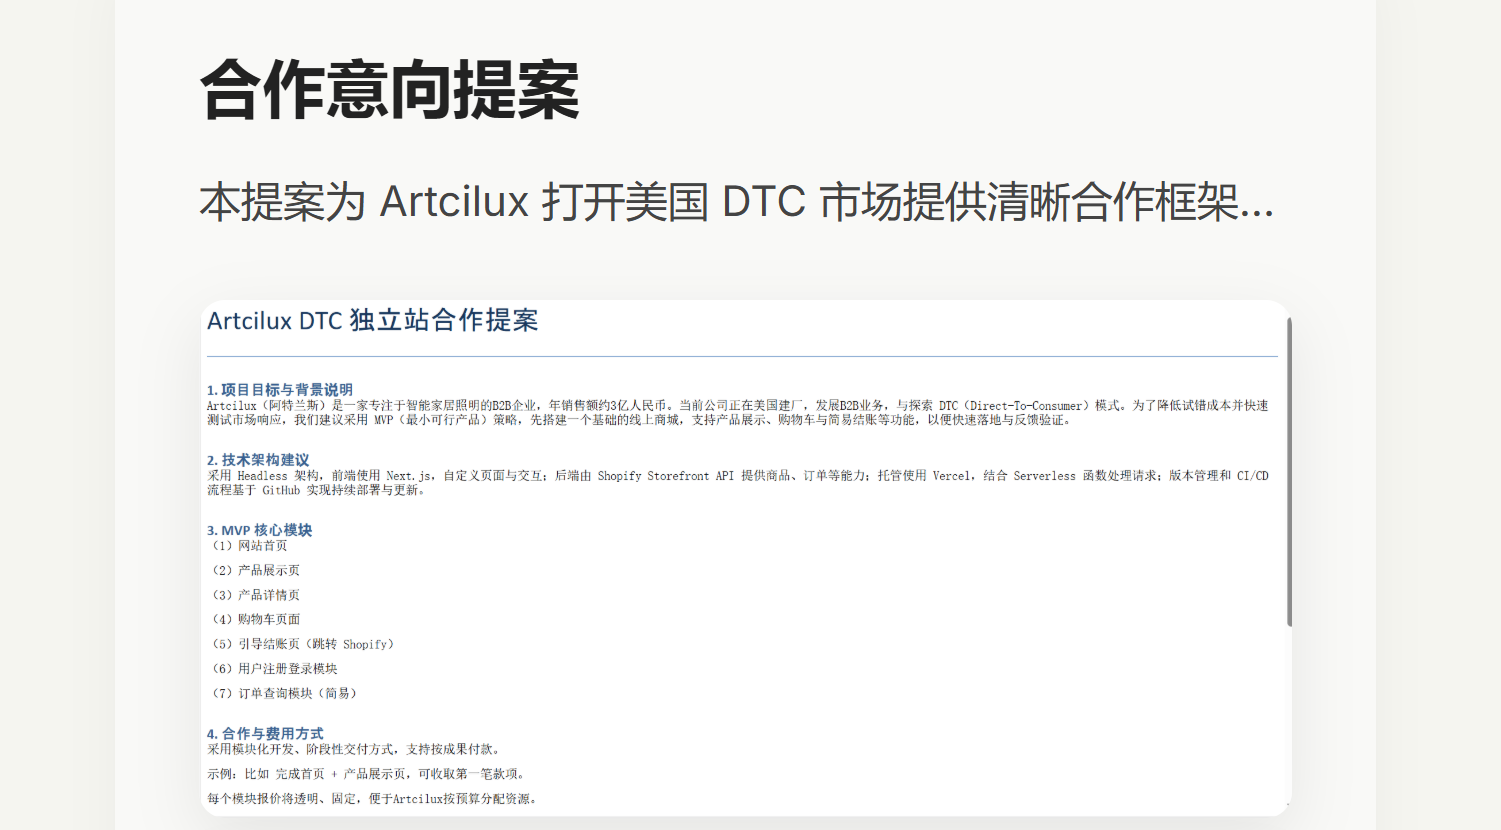 合作意向提案
本提案为 Artcilux 打开美国 DTC 市场提供清晰合作框架...
Artcilux DTC 独立站合作提案
1. 项目目标与背景说明
Artcilux（阿特兰斯）是一家专注于智能家居照明的B2B企业，年销售额约3亿人民币。当前公司正在美国建厂，发展B2B业务，与探索 DTC（Direct-To-Consumer）模式。为了降低试错成本并快速
测试市场响应，我们建议采用 MVP（最小可行产品）策略，先搭建一个基础的线上商城，支持产品展示、购物车与简易结账等功能，以便快速落地与反馈验证。
2. 技术架构建议
采用 Headless 架构，前端使用 Next.js，自定义页面与交互；后端由 Shopify Storefront API 提供商品、订单等能力；托管使用 Vercel，结合 Serverless 函数处理请求；版本管理和 CI/CD
流程基于 GitHub 实现持续部署与更新。
3. MVP 核心模块
（1）网站首页
（2）产品展示页
（3）产品详情页
（4）购物车页面
（5）引导结账页（跳转 Shopify）
（6）用户注册登录模块
（7）订单查询模块（简易）
4. 合作与费用方式
采用模块化开发、阶段性交付方式，支持按成果付款。
示例：比如 完成首页 + 产品展示页，可收取第一笔款项。
每个模块报价将透明、固定，便于Artcilux按预算分配资源。